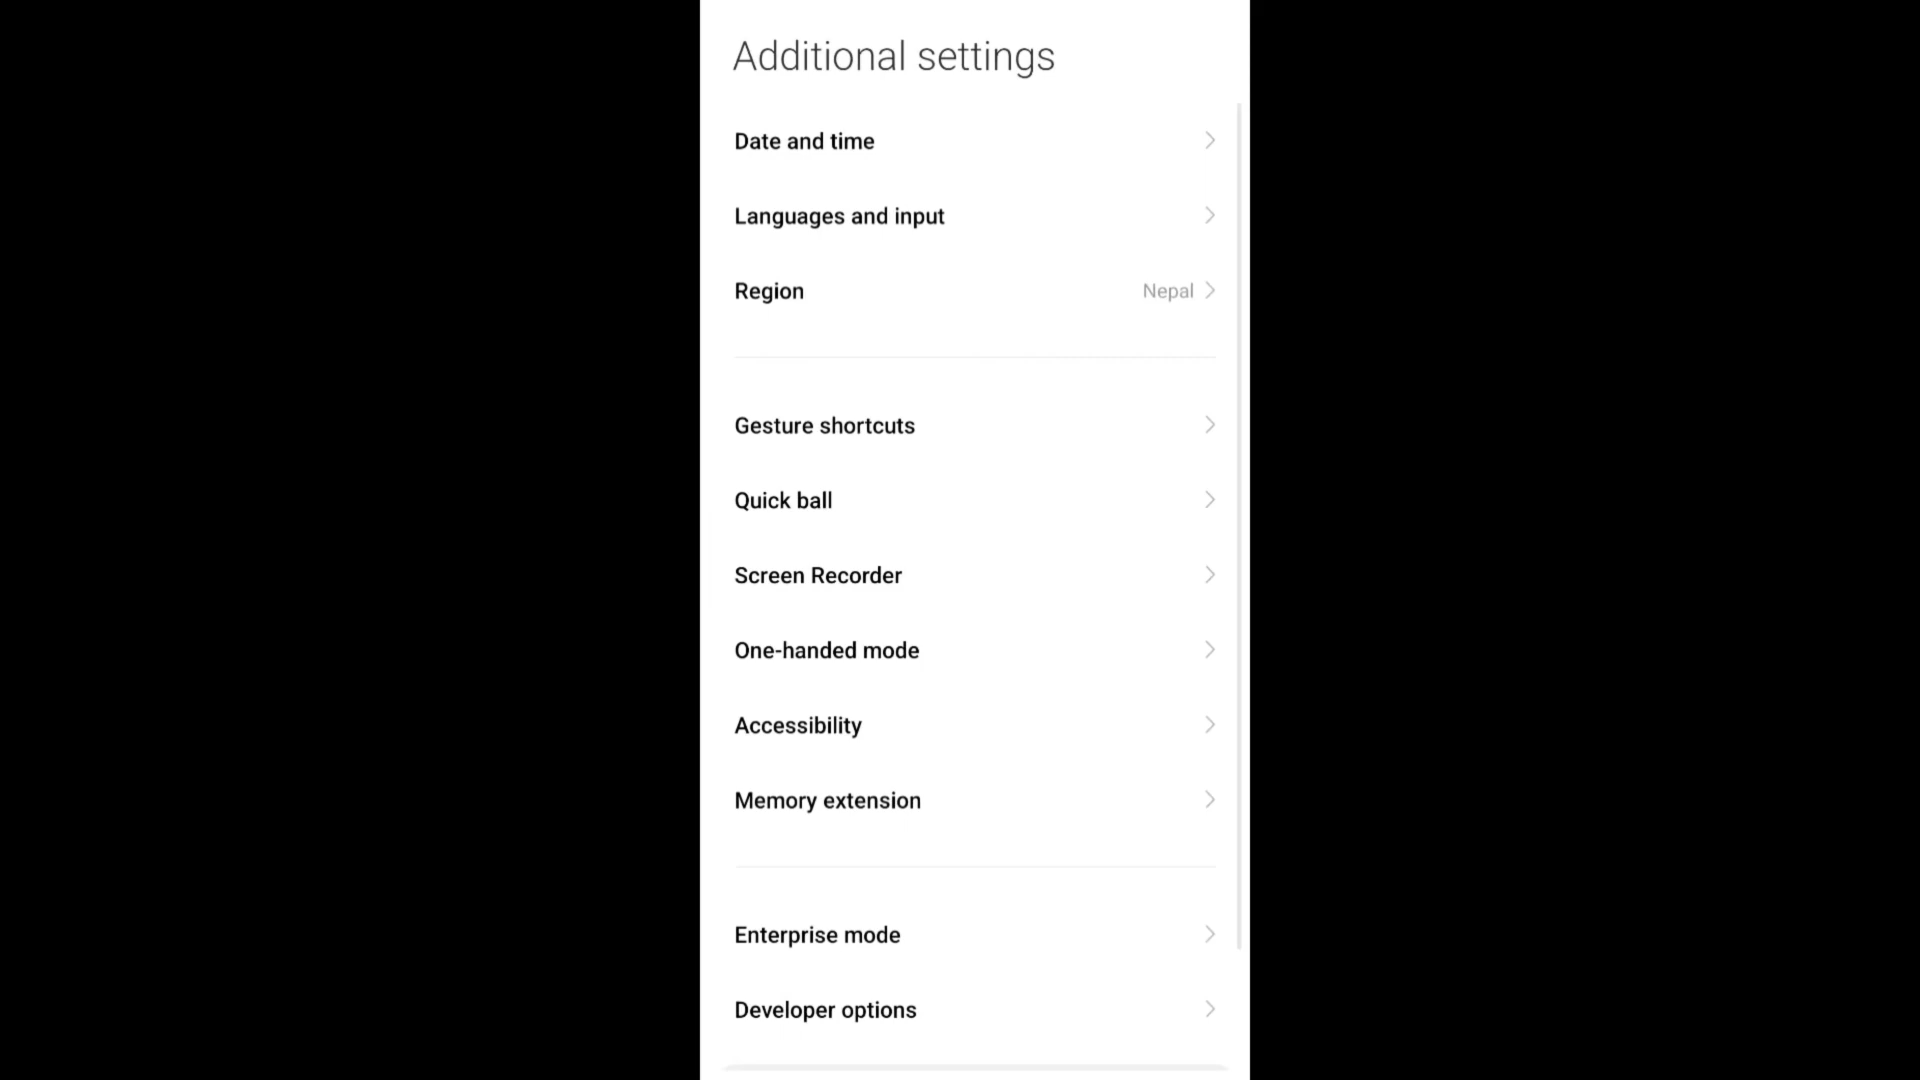 Additional settings
Date and time
Languages and input
Region Nepal
Gesture shortcuts
Quick ball
Screen Recorder
One-handed mode
Accessibility
Memory extension
Enterprise mode
Developer options